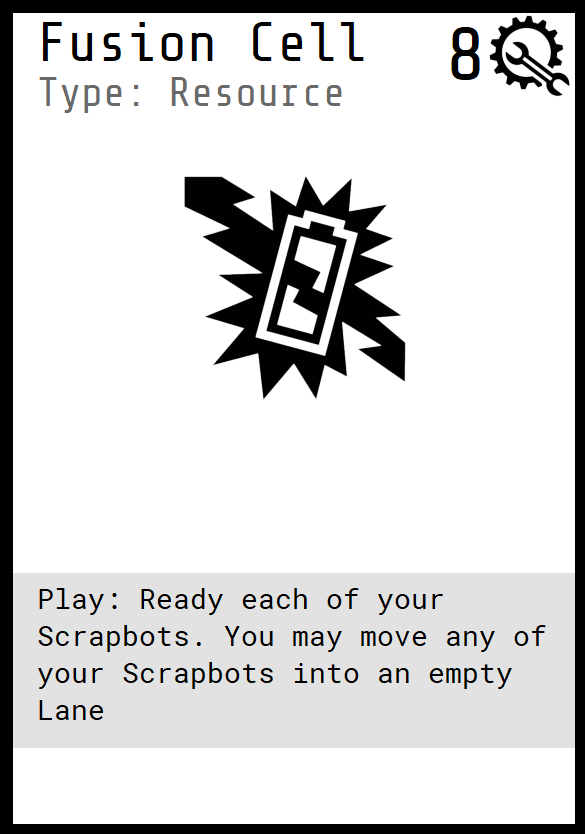 Fusion Cell
8
Type: Resource
Play: Ready each of your
Scrapbots. You may move any of
your Scrapbots into an empty
Lane